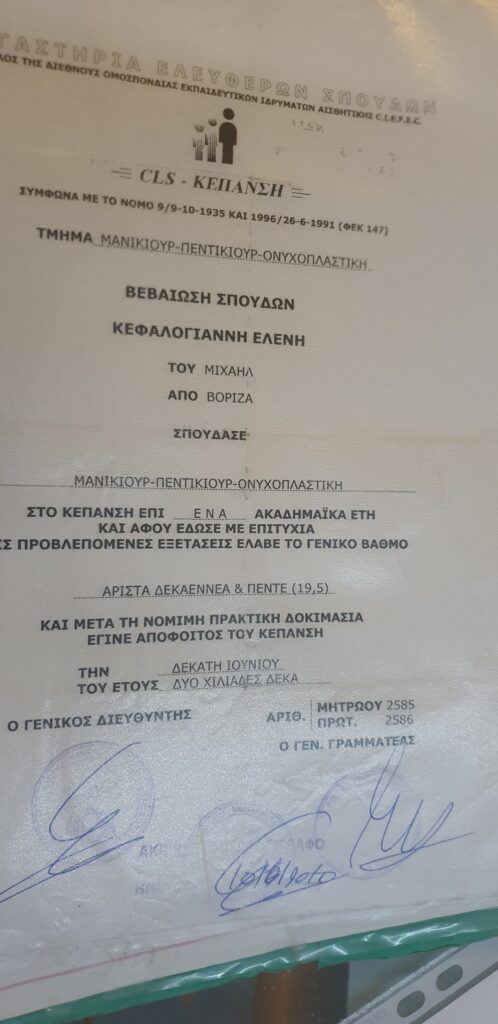 ΕΛΕΥΘΕΡΩΝ ΣΠΟΥΔΩΝ
ΤΗΣ ΔΙΕΘΝΟΥΣ ΟΜΟΣΠΟΝΔΙΑΣ ΕΚΠΑΙΔΕΥΤΙΚΩΝ ΙΔΡΥΜΑΤΩΝ ΑΙΣΘΗΤΙΚΗΣ C.I.E.F.E.C.
CLS - ΚΕΠΑΝΣΗ
ΣΥΜΦΩΝΑ ΜΕ ΤΟ ΝΟΜΟ 9/9-10-1935 ΚΑΙ 1996/26-6-1991 (ΦΕΚ 147)
ΤΜΗΜΑ ΜΑΝΙΚΙΟΥΡ-ΠΕΝΤΙΚΙΟΥΡ-ΟΝΥΧΟΠΛΑΣΤΙΚΗ
ΒΕΒΑΙΩΣΗ ΣΠΟΥΔΩΝ
ΚΕΦΑΛΟΓΙΑΝΝΗ ΕΛΕΝΗ
ΤΟΥ ΜΙΧΑΗΛ
ΑΠΟ ΒΟΡΙΖΑ
ΣΠΟΥΔΑΣΕ
ΜΑΝΙΚΙΟΥΡ-ΠΕΝΤΙΚΙΟΥΡ-ΟΝΥΧΟΠΛΑΣΤΙΚΗ
ΣΤΟ ΚΕΠΑΝΣΗ ΕΠΙ ΕΝΑ ΑΚΑΔΗΜΑΪΚΑ ΕΤΗ
ΚΑΙ ΑΦΟΥ ΕΔΩΣΕ ΜΕ ΕΠΙΤΥΧΙΑ
ΙΣ ΠΡΟΒΛΕΠΟΜΕΝΕΣ ΕΞΕΤΑΣΕΙΣ ΕΛΑΒΕ ΤΟ ΓΕΝΙΚΟ ΒΑΘΜΟ
ΑΡΙΣΤΑ ΔΕΚΑΕΝΝΕΑ & ΠΕΝΤΕ (19,5)
ΚΑΙ ΜΕΤΑ ΤΗ ΝΟΜΙΜΗ ΠΡΑΚΤΙΚΗ ΔΟΚΙΜΑΣΙΑ
ΕΓΙΝΕ ΑΠΟΦΟΙΤΟΣ ΤΟΥ ΚΕΠΑΝΣΗ
ΤΗΝ ΔΕΚΑΤΗ ΙΟΥΝΙΟΥ
ΤΟΥ ΕΤΟΥΣ ΔΥΟ ΧΙΛΙΑΔΕΣ ΔΕΚΑ
Ο ΓΕΝΙΚΟΣ ΔΙΕΥΘΥΝΤΗΣ
ΑΡΙΘ. ΜΗΤΡΩΟΥ 2585
ΠΡΩΤ. 2586
Ο ΓΕΝ. ΓΡΑΜΜΑΤΕΑΣ